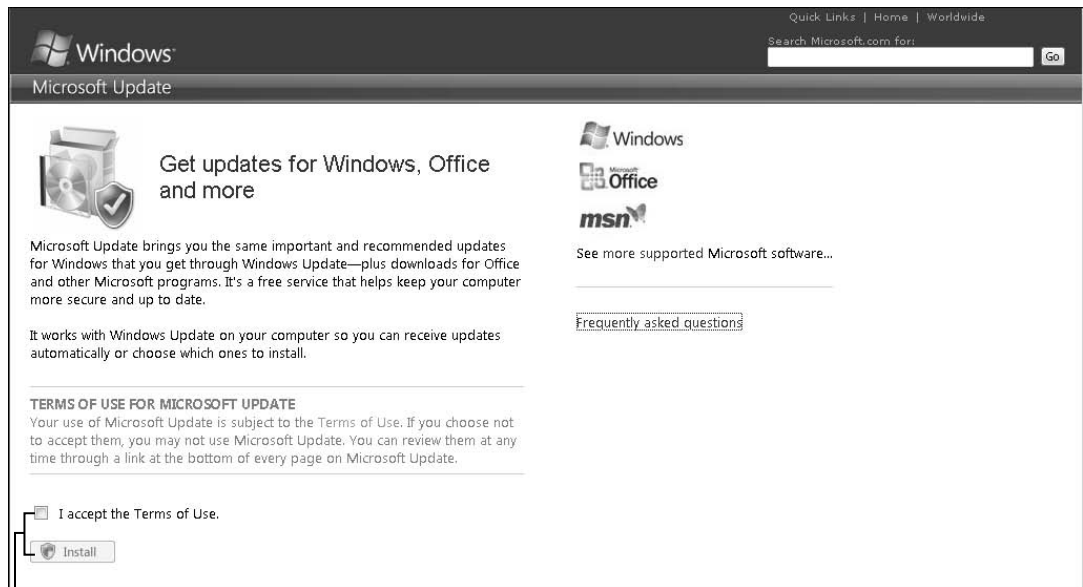 Quick Links | Home | Worldwide
Windows
Search Microsoft.com for:
Go
Microsoft Update
Get updates for Windows, Office
and more
Microsoft Update brings you the same important and recommended updates
for Windows that you get through Windows Update—plus downloads for Office
and other Microsoft programs. It's a free service that helps keep your computer
more secure and up to date.
It works with Windows Update on your computer so you can receive updates
automatically or choose which ones to install.
TERMS OF USE FOR MICROSOFT UPDATE
Your use of Microsoft Update is subject to the Terms of Use. If you choose not
to accept them, you may not use Microsoft Update. You can review them at any
time through a link at the bottom of every page on Microsoft Update.
I accept the Terms of Use.
Install
Windows
Microsoft
Office
msn
See more supported Microsoft software...
Frequently asked questions